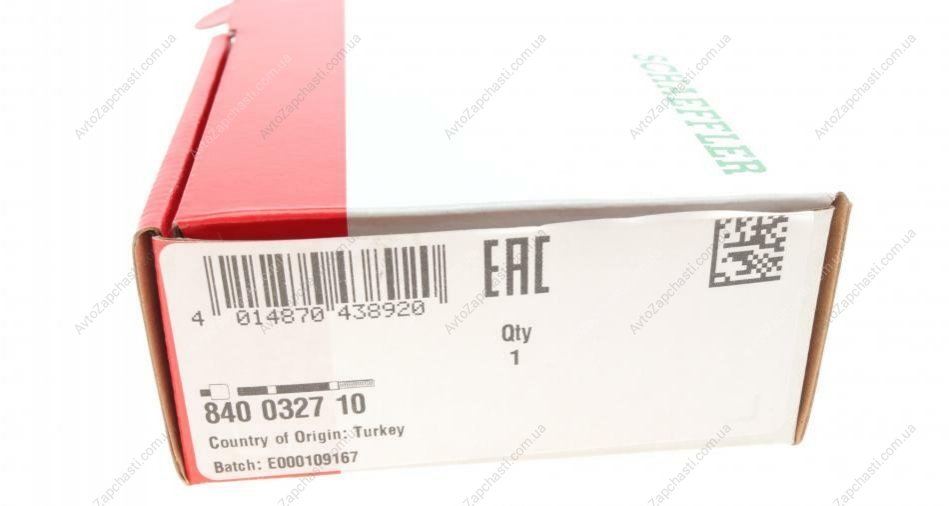 SCHAEFFLER
EAC
4 014870 438920
Qty
1
840 0327 10
Country of Origin: Turkey
Batch: E000109167
AvtoZapchasti.com.ua